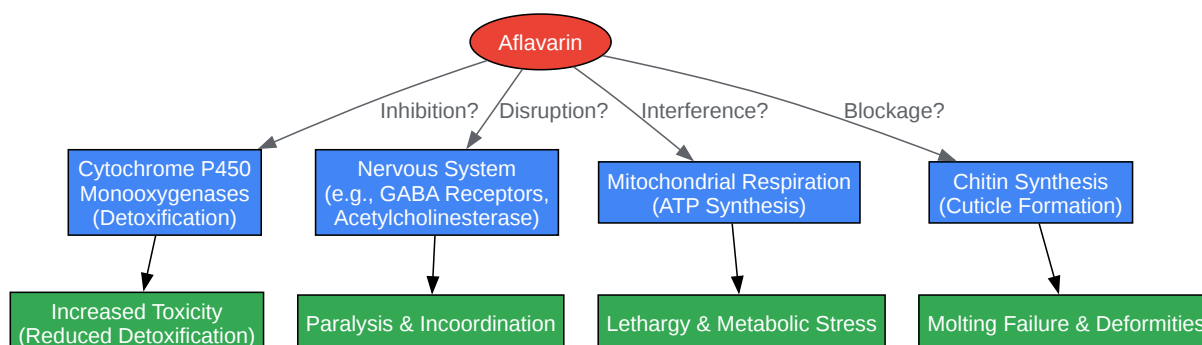 Aflavarin
Inhibition?
Disruption?
Interference?
Blockage?
Cytochrome P450
Monooxygenases
(Detoxification)
Nervous System
(e.g., GABA Receptors,
Acetylcholinesterase)
Mitochondrial Respiration
(ATP Synthesis)
Chitin Synthesis
(Cuticle Formation)
Increased Toxicity
(Reduced Detoxification)
Paralysis & Incoordination
Lethargy & Metabolic Stress
Molting Failure & Deformities